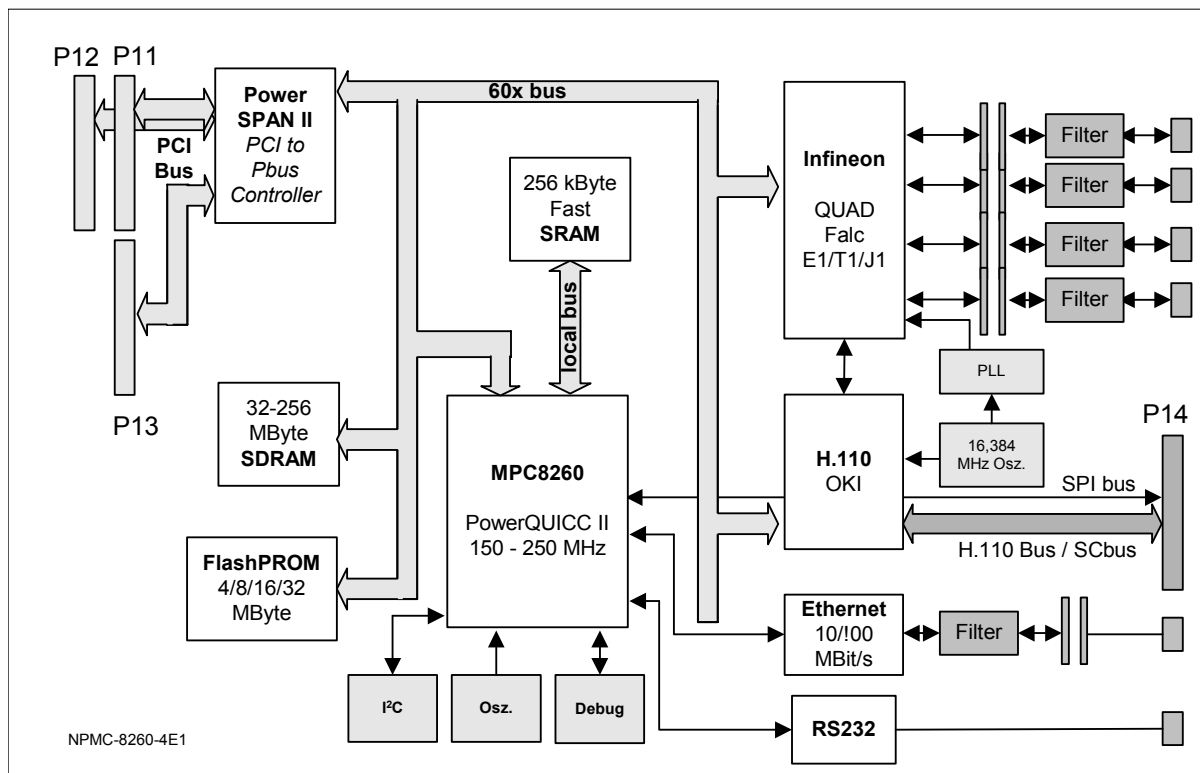 P12 P11
Power
SPAN II
PCI to
Pbus
Controller
PCI
Bus
60x bus
P13
256 kByte
Fast
SRAM
local bus
Infineon
QUAD
Falc
E1/T1/J1
Filter
Filter
Filter
Filter
PLL
16,384
MHz Osz.
P14
H.110
OKI
SPI bus
H.110 Bus / SCbus
32-256
MByte
SDRAM
MPC8260
PowerQUICC II
150 - 250 MHz
FlashPROM
4/8/16/32
MByte
Ethernet
10/!00
MBit/s
Filter
I²C
Osz.
Debug
RS232
NPMC-8260-4E1